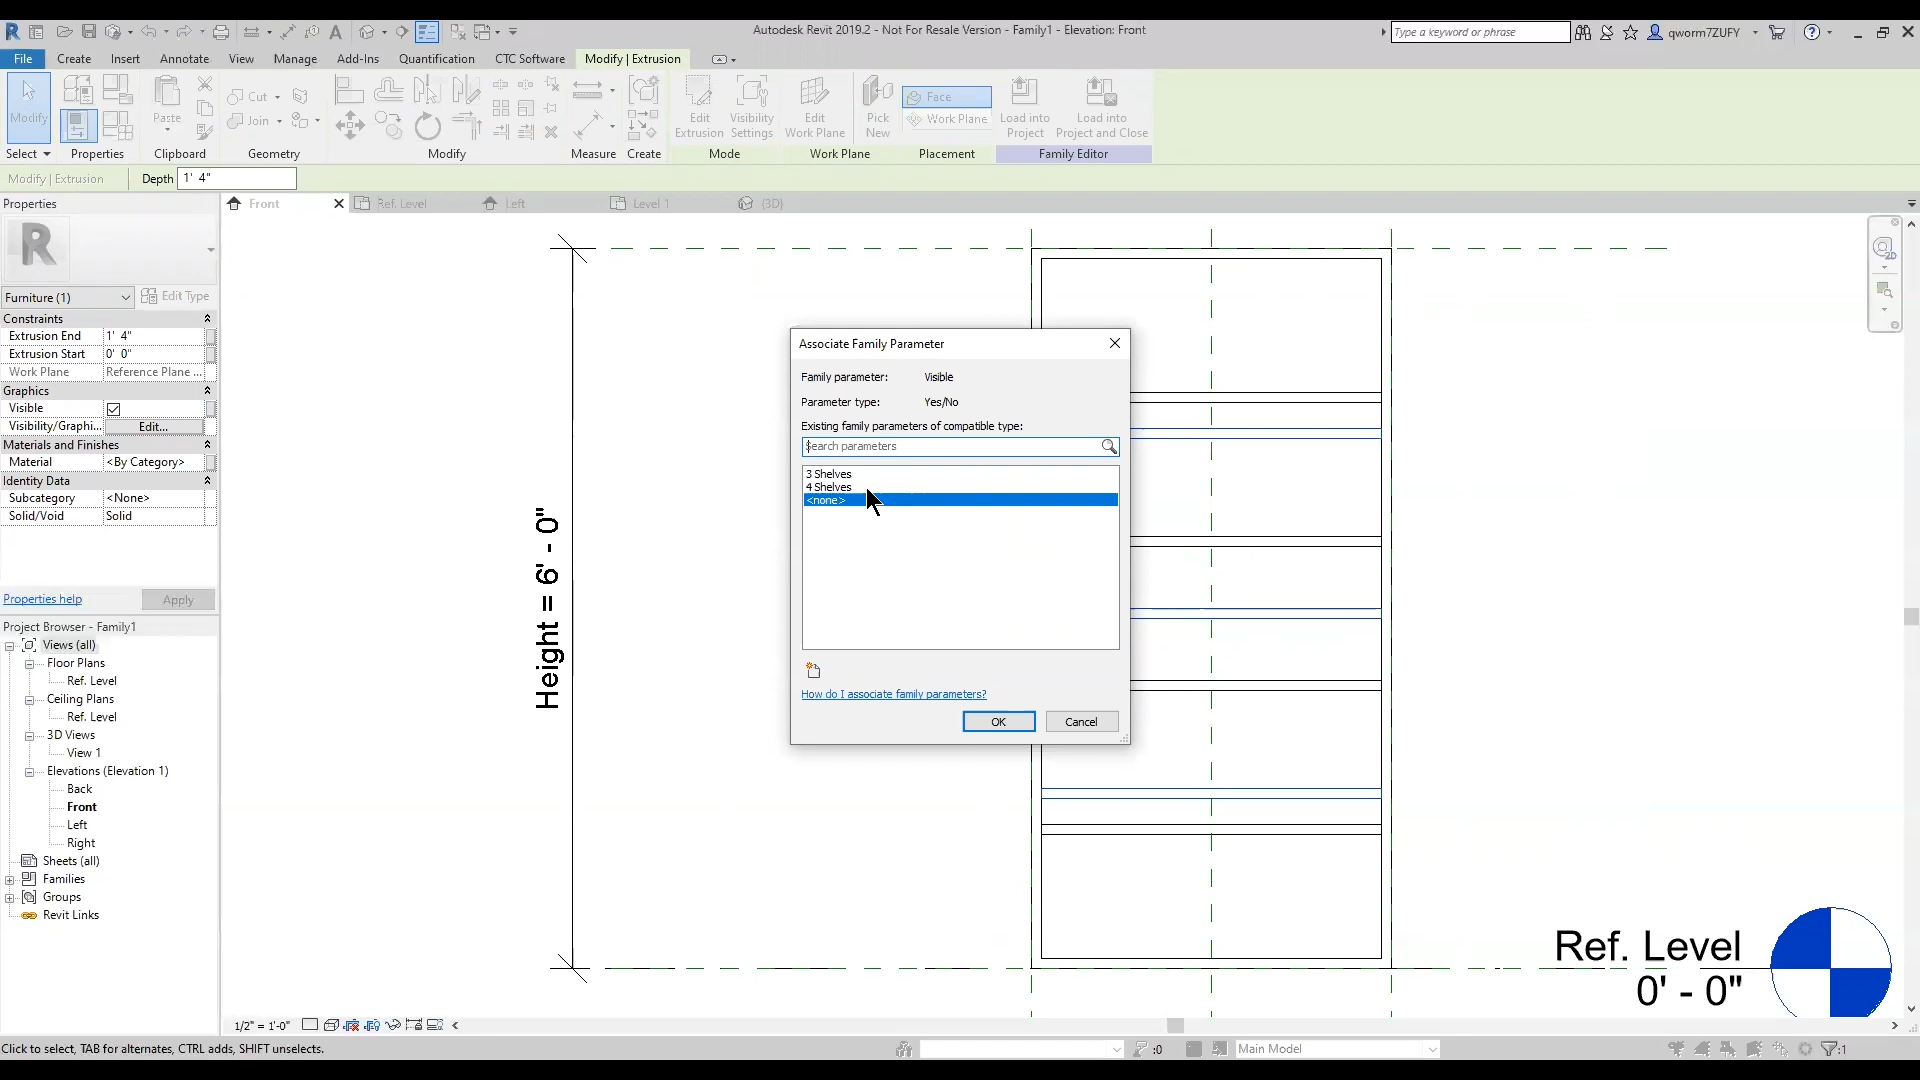 Autodesk Revit 2019.2 - Not For Resale Version - Family1 - Elevation: Front
Type a keyword or phrase
qworm7ZUFY
File Create Insert Annotate View Manage Add-Ins Quantification CTC Software Modify | Extrusion
Modify
Paste
Cut
Join
Edit Extrusion
Visibility Settings
Edit Work Plane
Pick New
Face
Work Plane
Load into Project
Load into Project and Close
Select Properties Clipboard Geometry Modify Measure Create Mode Work Plane Placement Family Editor
Modify | Extrusion Depth 1' 4"
Properties
Front Ref. Level Left Level 1 (3D)
R
Furniture (1) Edit Type
Constraints
Extrusion End 1' 4"
Extrusion Start 0' 0"
Work Plane Reference Plane ...
Graphics
Visible
Visibility/Graphi... Edit...
Materials and Finishes
Material <By Category>
Identity Data
Subcategory <None>
Solid/Void Solid
Properties help Apply
Project Browser - Family1
Views (all)
Floor Plans
Ref. Level
Ceiling Plans
Ref. Level
3D Views
View 1
Elevations (Elevation 1)
Back
Front
Left
Right
Sheets (all)
Families
Groups
Revit Links
Height = 6' - 0"
Associate Family Parameter
Family parameter: Visible
Parameter type: Yes/No
Existing family parameters of compatible type:
Search parameters
3 Shelves
4 Shelves
<none>
How do I associate family parameters?
OK Cancel
Ref. Level
0' - 0"
1/2" = 1'-0"
Click to select, TAB for alternates, CTRL adds, SHIFT unselects.
:0
Main Model
:1